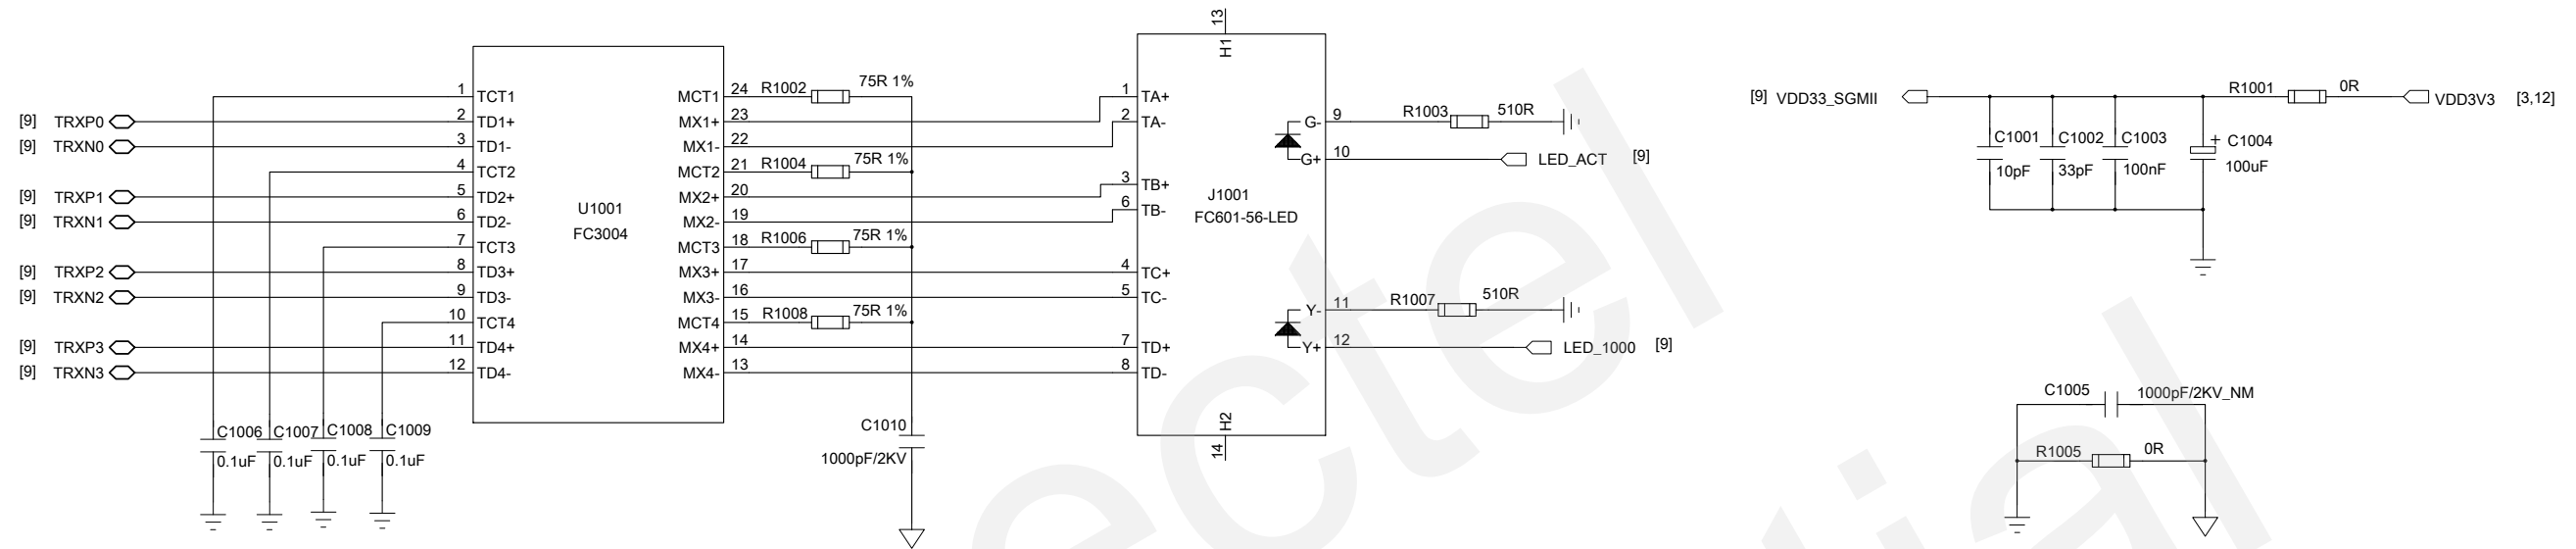 [9] TRXP0
[9] TRXN0
[9] TRXP1
[9] TRXN1
[9] TRXP2
[9] TRXN2
[9] TRXP3
[9] TRXN3
1 TCT1
2 TD1+
3 TD1-
4 TCT2
5 TD2+
6 TD2-
7 TCT3
8 TD3+
9 TD3-
10 TCT4
11 TD4+
12 TD4-
U1001
FC3004
MCT1 24 R1002 75R 1%
MX1+ 23
MX1- 22
MCT2 21 R1004 75R 1%
MX2+ 20
MX2- 19
MCT3 18 R1006 75R 1%
MX3+ 17
MX3- 16
MCT4 15 R1008 75R 1%
MX4+ 14
MX4- 13
C1006 C1007 C1008 C1009
0.1uF 0.1uF 0.1uF 0.1uF
C1010
1000pF/2KV
13
H1
1 TA+
2 TA-
3 TB+
6 TB-
4 TC+
5 TC-
7 TD+
8 TD-
J1001
FC601-56-LED
G- 9 R1003 510R
G+ 10 LED_ACT [9]
Y- 11 R1007 510R
Y+ 12 LED_1000 [9]
H2
14
[9] VDD33_SGMII
R1001 0R
VDD3V3 [3,12]
C1001 C1002 C1003 + C1004
10pF 33pF 100nF 100uF
C1005 1000pF/2KV_NM
R1005 0R
ectel
tial